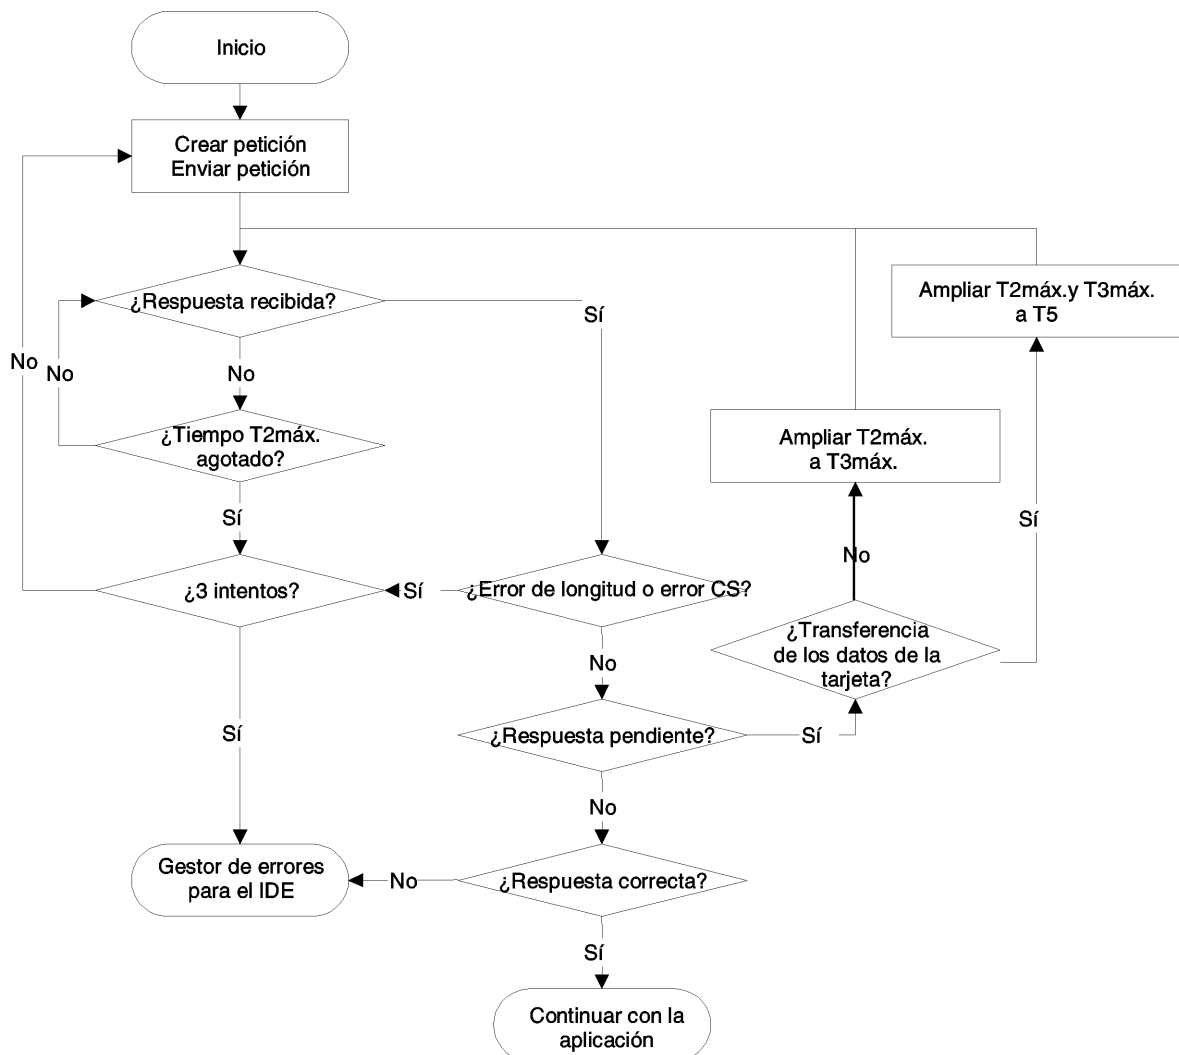 Inicio
Crear petición
Enviar petición
¿Respuesta recibida?
Sí
Ampliar T2máx.y T3máx.
a T5
No
No
No
¿Tiempo T2máx.
agotado?
Ampliar T2máx.
a T3máx.
Sí
Sí
No
¿3 intentos?
Sí
¿Error de longitud o error CS?
¿Transferencia
de los datos de la
tarjeta?
No
Sí
¿Respuesta pendiente?
Sí
No
Gestor de errores
para el IDE
No
¿Respuesta correcta?
Sí
Continuar con la
aplicación